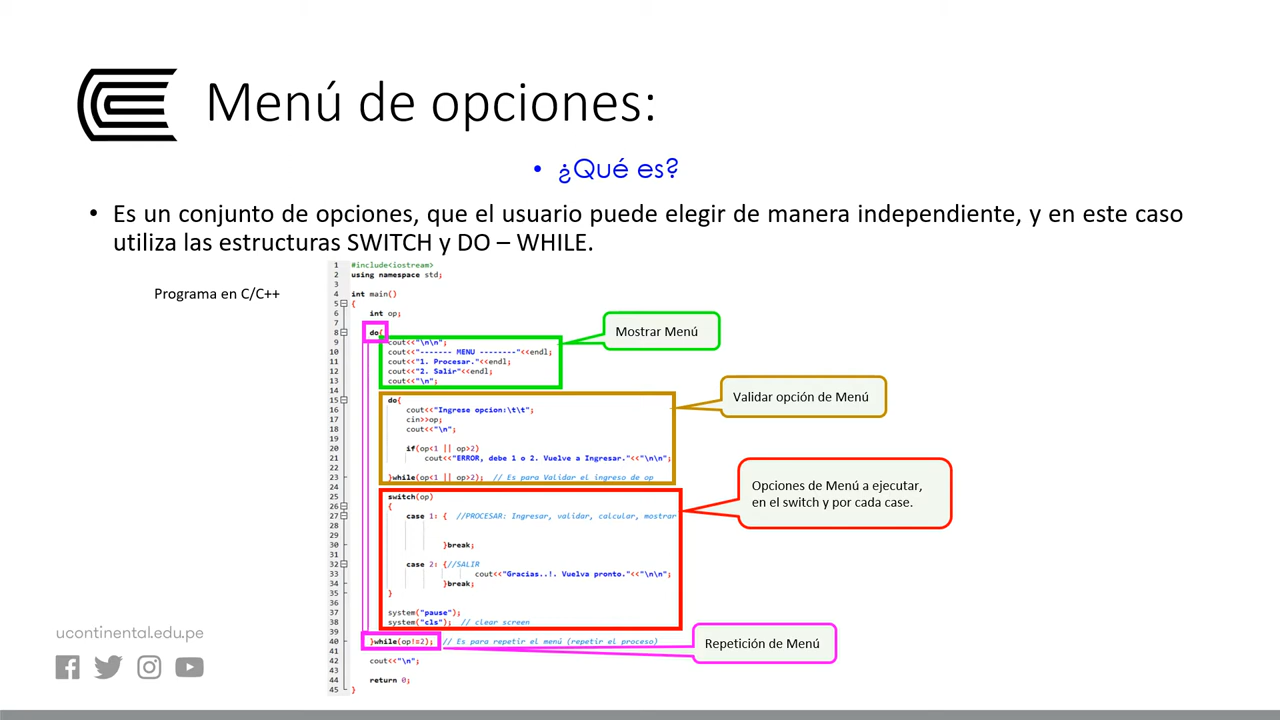 Menú de opciones:
• ¿Qué es?
• Es un conjunto de opciones, que el usuario puede elegir de manera independiente, y en este caso
utiliza las estructuras SWITCH y DO – WHILE.
Programa en C/C++
1 #include<iostream>
2 using namespace std;
3
4 int main()
5 {
6 int op;
7
8 do{
9 cout<<"\n\n";
10 cout<<"------- MENU --------"<<endl;
11 cout<<"1. Procesar."<<endl;
12 cout<<"2. Salir"<<endl;
13 cout<<"\n";
14
15 do{
16 cout<<"Ingrese opcion:\t\t";
17 cin>>op;
18 cout<<"\n";
19
20 if(op<1 || op>2)
21 cout<<"ERROR, debe 1 o 2. Vuelve a Ingresar."<<"\n\n";
22
23 }while(op<1 || op>2); // Es para Validar el ingreso de op
24
25 switch(op)
26 {
27 case 1: { //PROCESAR: Ingresar, validar, calcular, mostrar
28
29
30 }break;
31
32 case 2: {//SALIR
33 cout<<"Gracias..!. Vuelva pronto."<<"\n\n";
34 }break;
35 }
36
37 system("pause");
38 system("cls"); // clear screen
39
40 }while(op!=2); // Es para repetir el menú (repetir el proceso)
41
42 cout<<"\n";
43
44 return 0;
45 }
Mostrar Menú
Validar opción de Menú
Opciones de Menú a ejecutar,
en el switch y por cada case.
Repetición de Menú
ucontinental.edu.pe